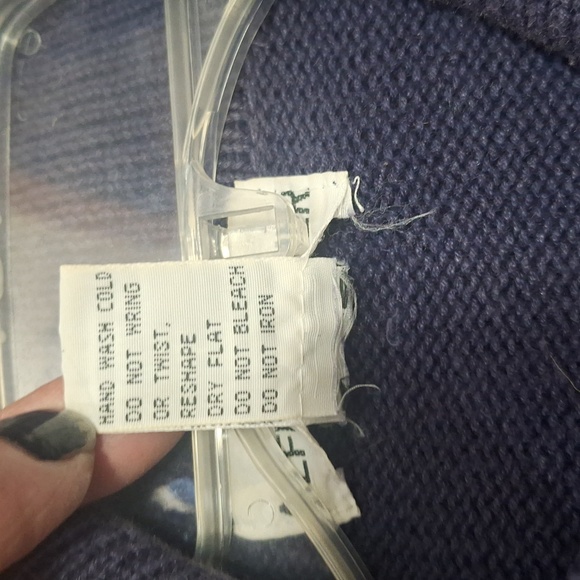 HAND WASH COLD
DO NOT WRING
OR TWIST,
RESHAPE
DRY FLAT
DO NOT BLEACH
DO NOT IRON